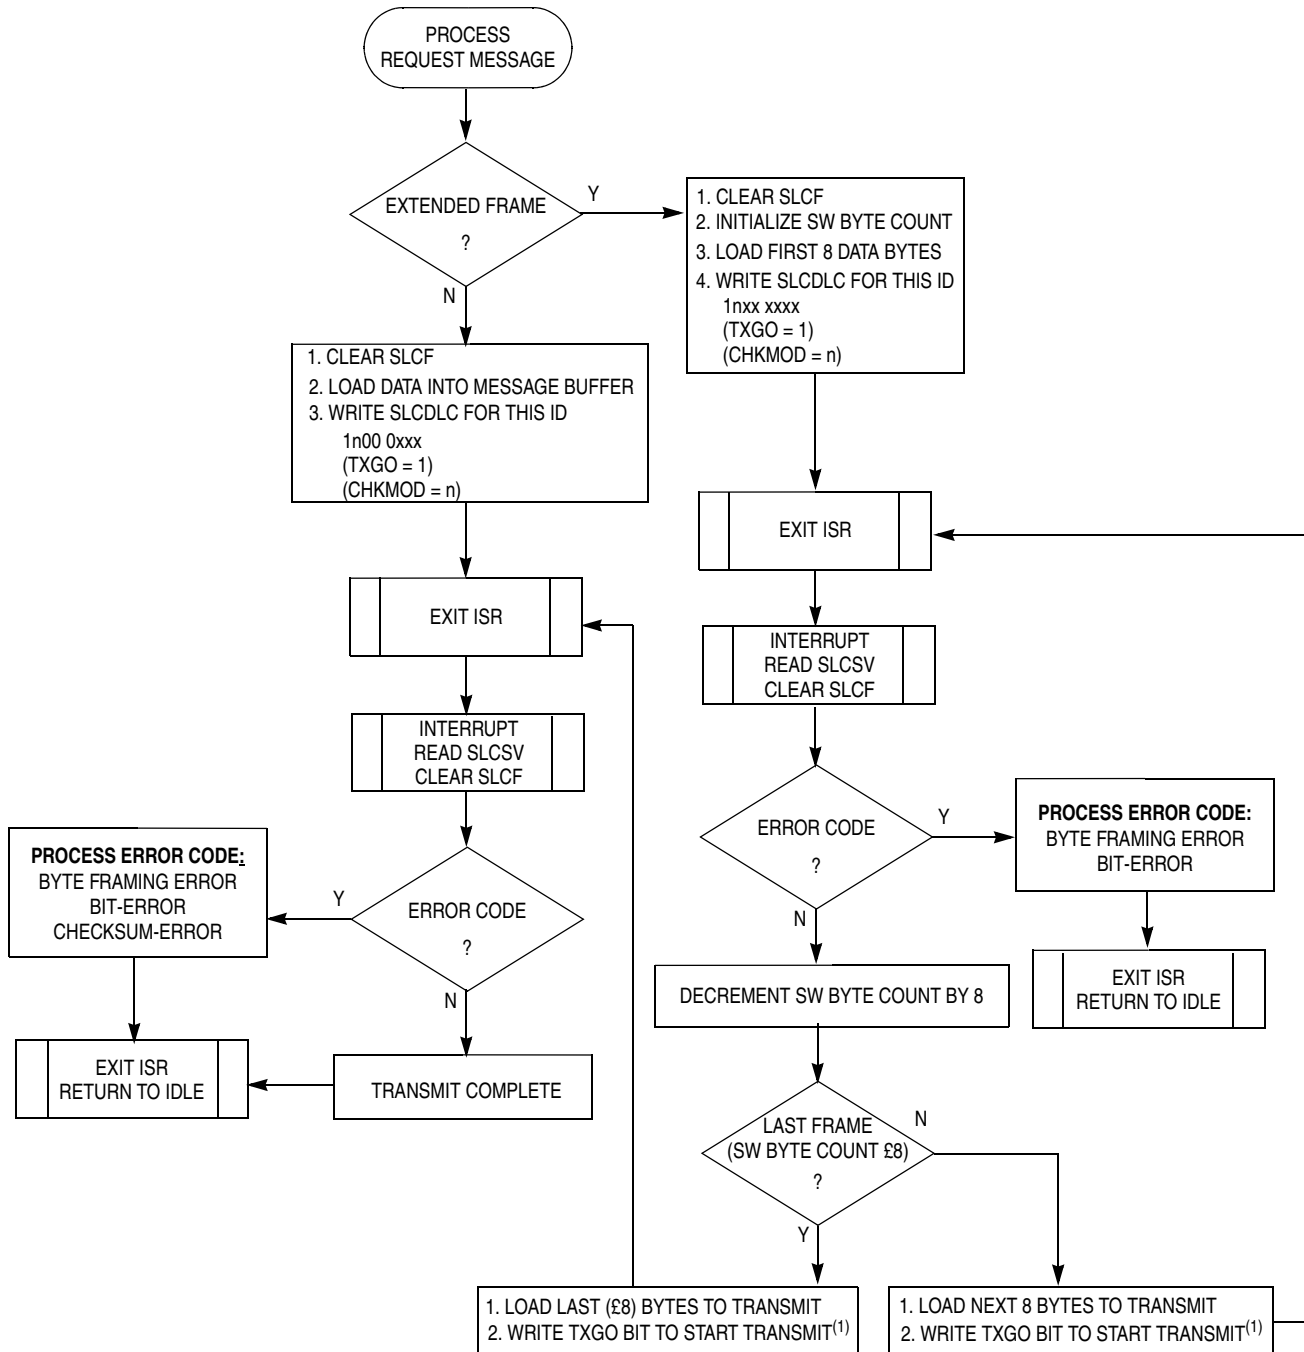 PROCESS
REQUEST MESSAGE
EXTENDED FRAME
?
Y
N
1. CLEAR SLCF
2. INITIALIZE SW BYTE COUNT
3. LOAD FIRST 8 DATA BYTES
4. WRITE SLCDLC FOR THIS ID
1nxx xxxx
(TXGO = 1)
(CHKMOD = n)
1. CLEAR SLCF
2. LOAD DATA INTO MESSAGE BUFFER
3. WRITE SLCDLC FOR THIS ID
1n00 0xxx
(TXGO = 1)
(CHKMOD = n)
EXIT ISR
EXIT ISR
INTERRUPT
READ SLCSV
CLEAR SLCF
INTERRUPT
READ SLCSV
CLEAR SLCF
ERROR CODE
?
Y
N
PROCESS ERROR CODE:
BYTE FRAMING ERROR
BIT-ERROR
PROCESS ERROR CODE:
BYTE FRAMING ERROR
BIT-ERROR
CHECKSUM-ERROR
Y
ERROR CODE
?
N
DECREMENT SW BYTE COUNT BY 8
EXIT ISR
RETURN TO IDLE
EXIT ISR
RETURN TO IDLE
TRANSMIT COMPLETE
LAST FRAME
(SW BYTE COUNT £8)
?
N
Y
1. LOAD LAST (£8) BYTES TO TRANSMIT
2. WRITE TXGO BIT TO START TRANSMIT(1)
1. LOAD NEXT 8 BYTES TO TRANSMIT
2. WRITE TXGO BIT TO START TRANSMIT(1)